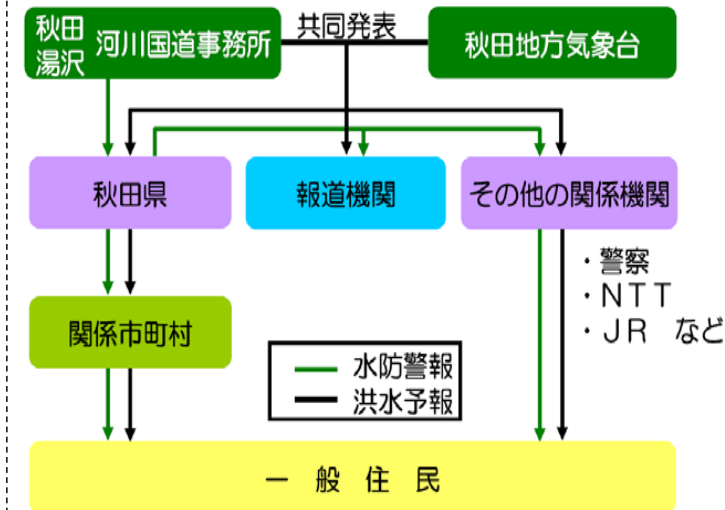 秋田
湯沢
河川国道事務所
共同発表
秋田地方気象台
秋田県
報道機関
その他の関係機関
・警察
・NTT
・JR など
関係市町村
水防警報
洪水予報
一般住民